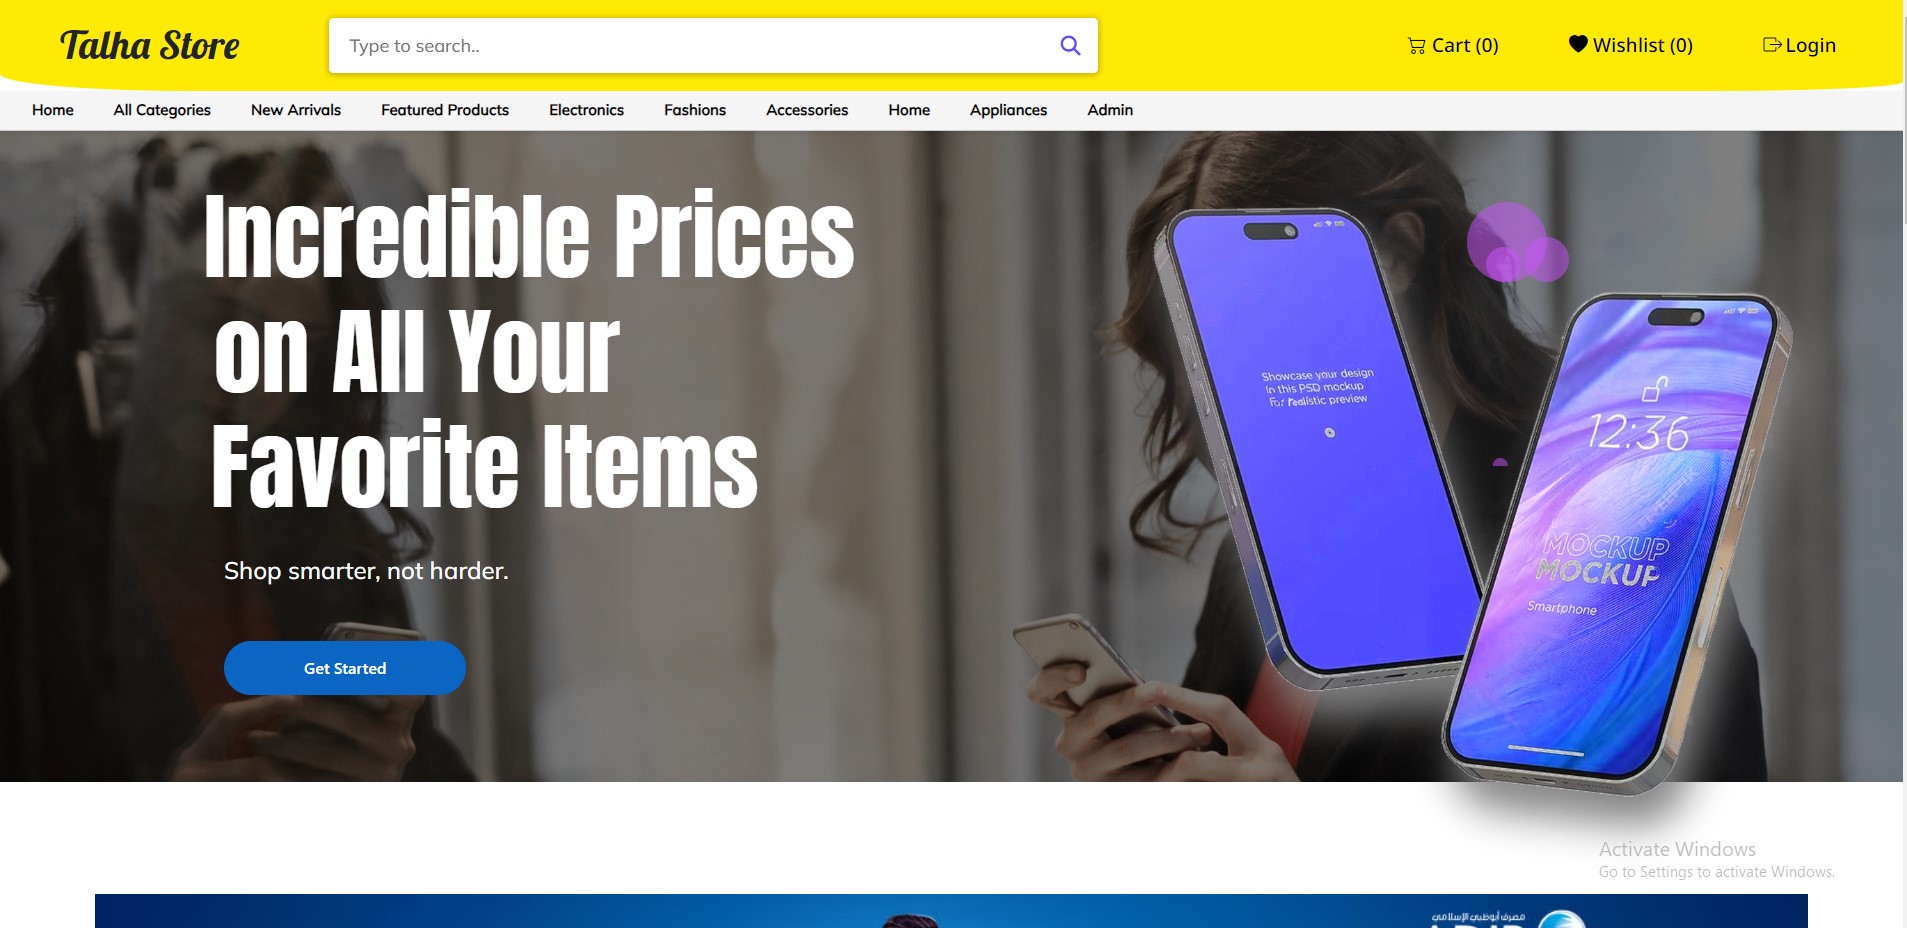 Talha Store
Type to search..
Cart (0)
Wishlist (0)
Login
Home
All Categories
New Arrivals
Featured Products
Electronics
Fashions
Accessories
Home
Appliances
Admin
Incredible Prices
on All Your
Favorite Items
Shop smarter, not harder.
Get Started
Showcase your design
In this PSD mockup
For realistic preview
12:36
MOCKUP
MOCKUP
Smartphone
Activate Windows
Go to Settings to activate Windows.
مصرف أبوظبي الإسلامي
ADIB